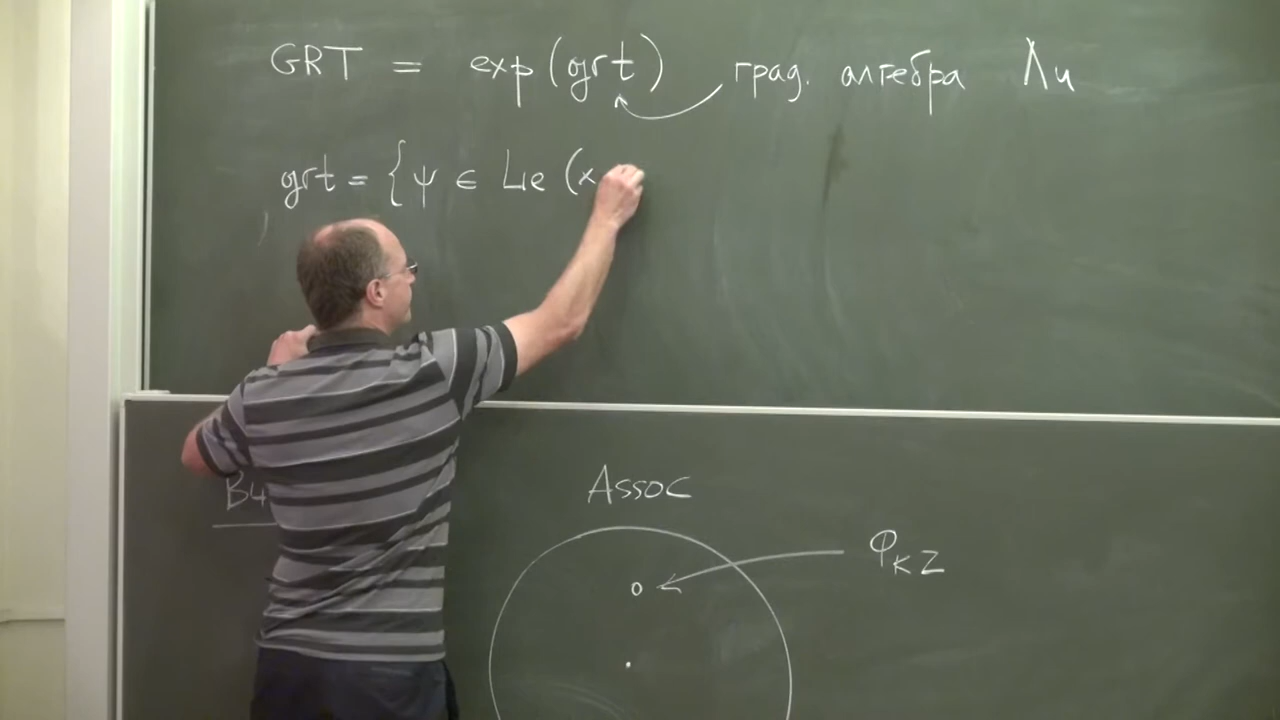 GRT = exp(grt) град. алгебра Ли
grt = { ψ ∈ Lie (x
Assoc
Φ_KZ